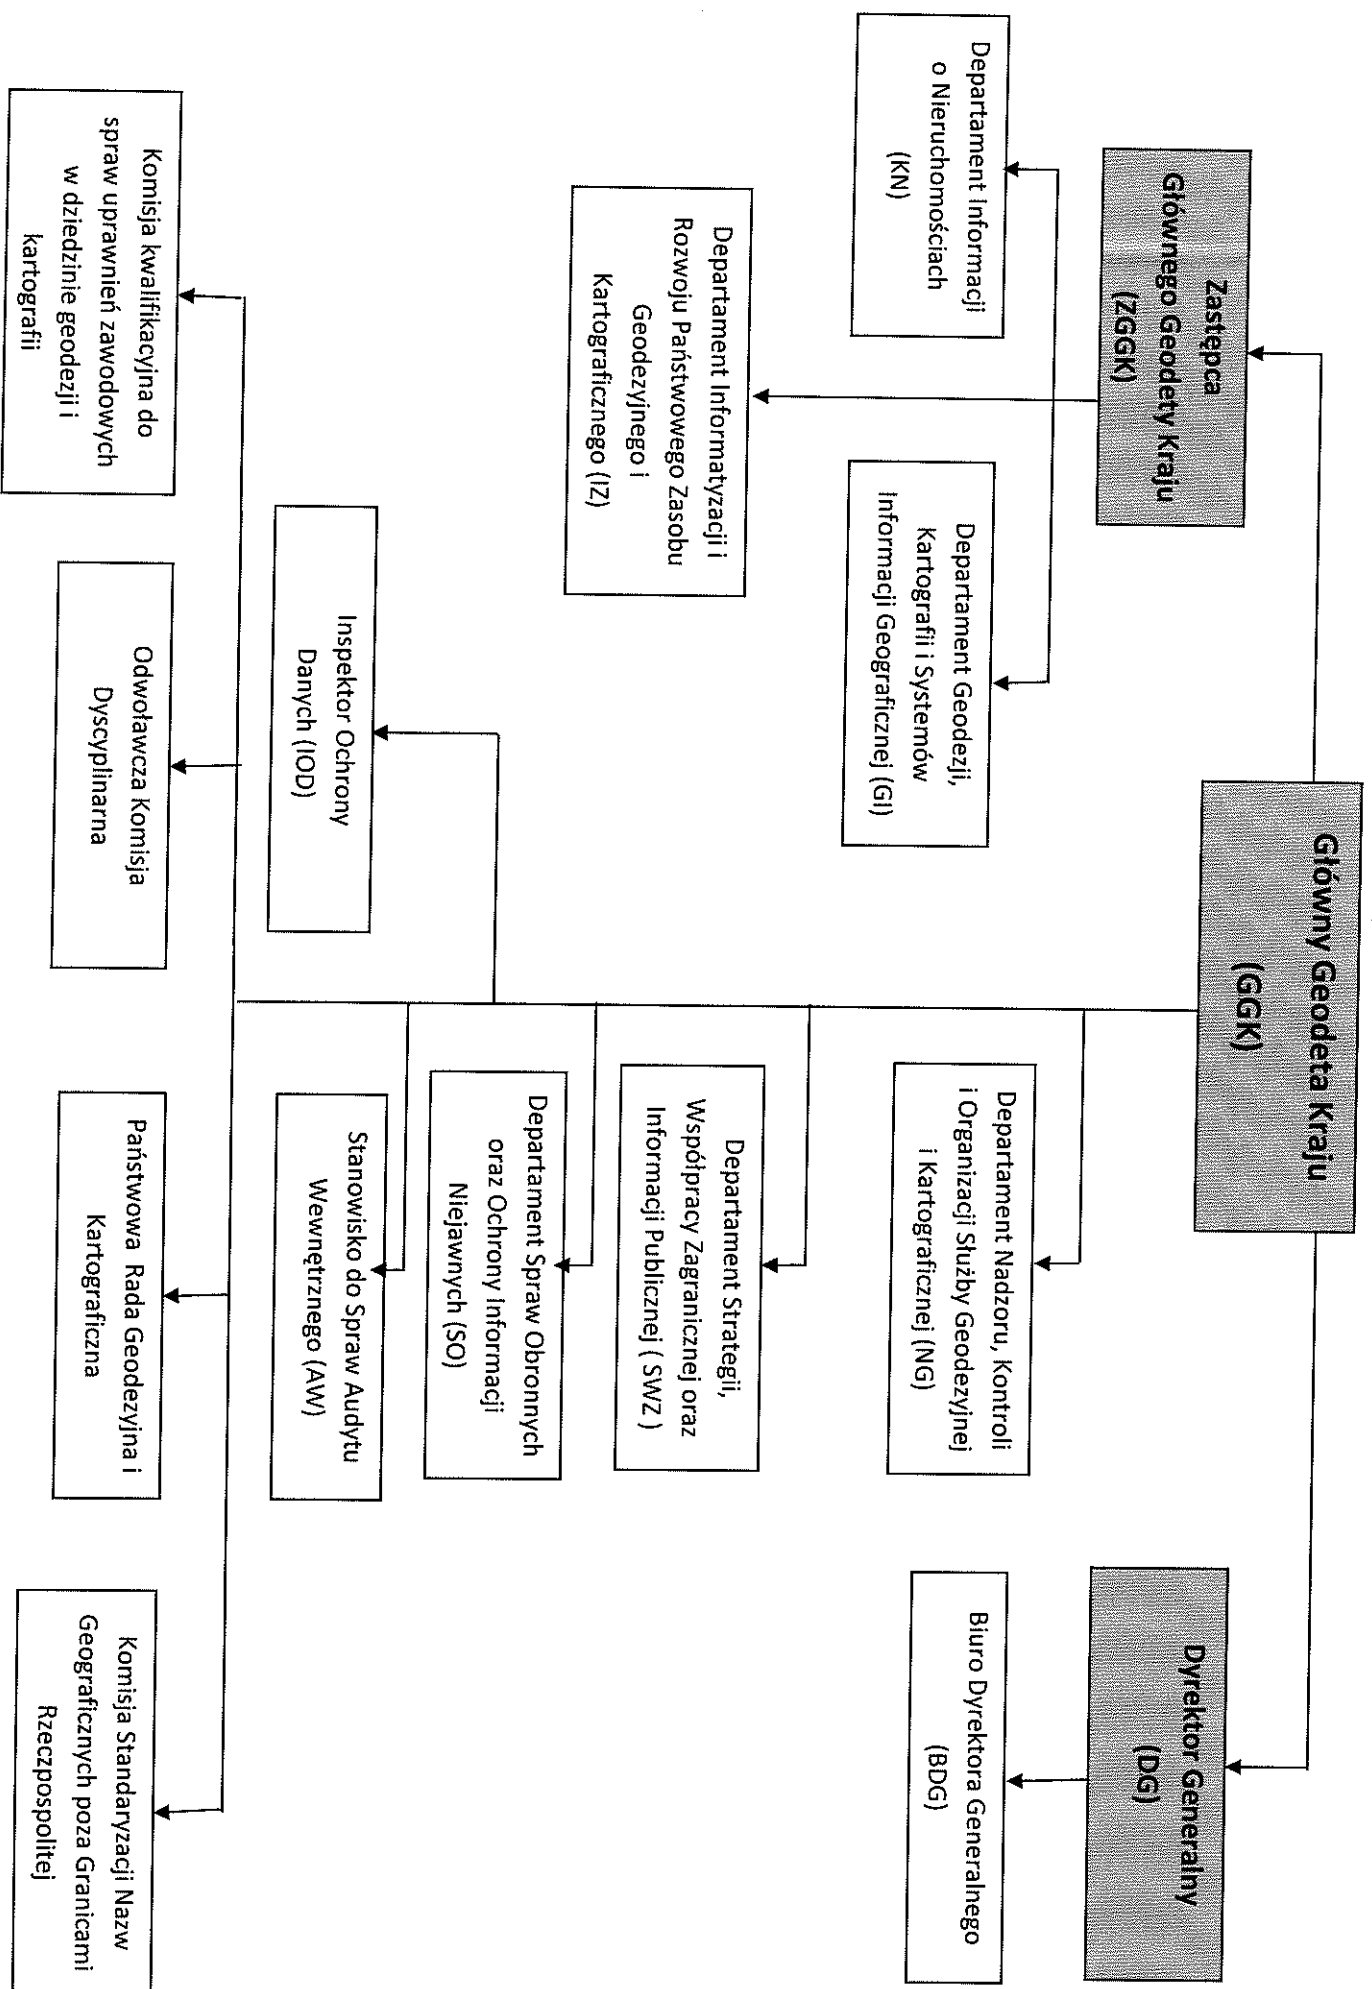 Główny Geodeta Kraju
(GGK)
Zastępca
Głównego Geodety Kraju
(ZGGK)
Dyrektor Generalny
(DG)
Departament Informacji
o Nieruchomościach
(KN)
Departament Geodezji,
Kartografii i Systemów
Informacji Geograficznej (GI)
Departament Nadzoru, Kontroli
i Organizacji Służby Geodezyjnej
i Kartograficznej (NG)
Biuro Dyrektora Generalnego
(BDG)
Departament Informatyzacji i
Rozwoju Państwowego Zasobu
Geodezyjnego i
Kartograficznego (IZ)
Departament Strategii,
Współpracy Zagranicznej oraz
Informacji Publicznej ( SWZ )
Departament Spraw Obronnych
oraz Ochrony Informacji
Niejawnych (SO)
Inspektor Ochrony
Danych (IOD)
Stanowisko do Spraw Audytu
Wewnętrznego (AW)
Komisja kwalifikacyjna do
spraw uprawnień zawodowych
w dziedzinie geodezji i
kartografii
Odwoławcza Komisja
Dyscyplinarna
Państwowa Rada Geodezyjna i
Kartograficzna
Komisja Standaryzacji Nazw
Geograficznych poza Granicami
Rzeczpospolitej